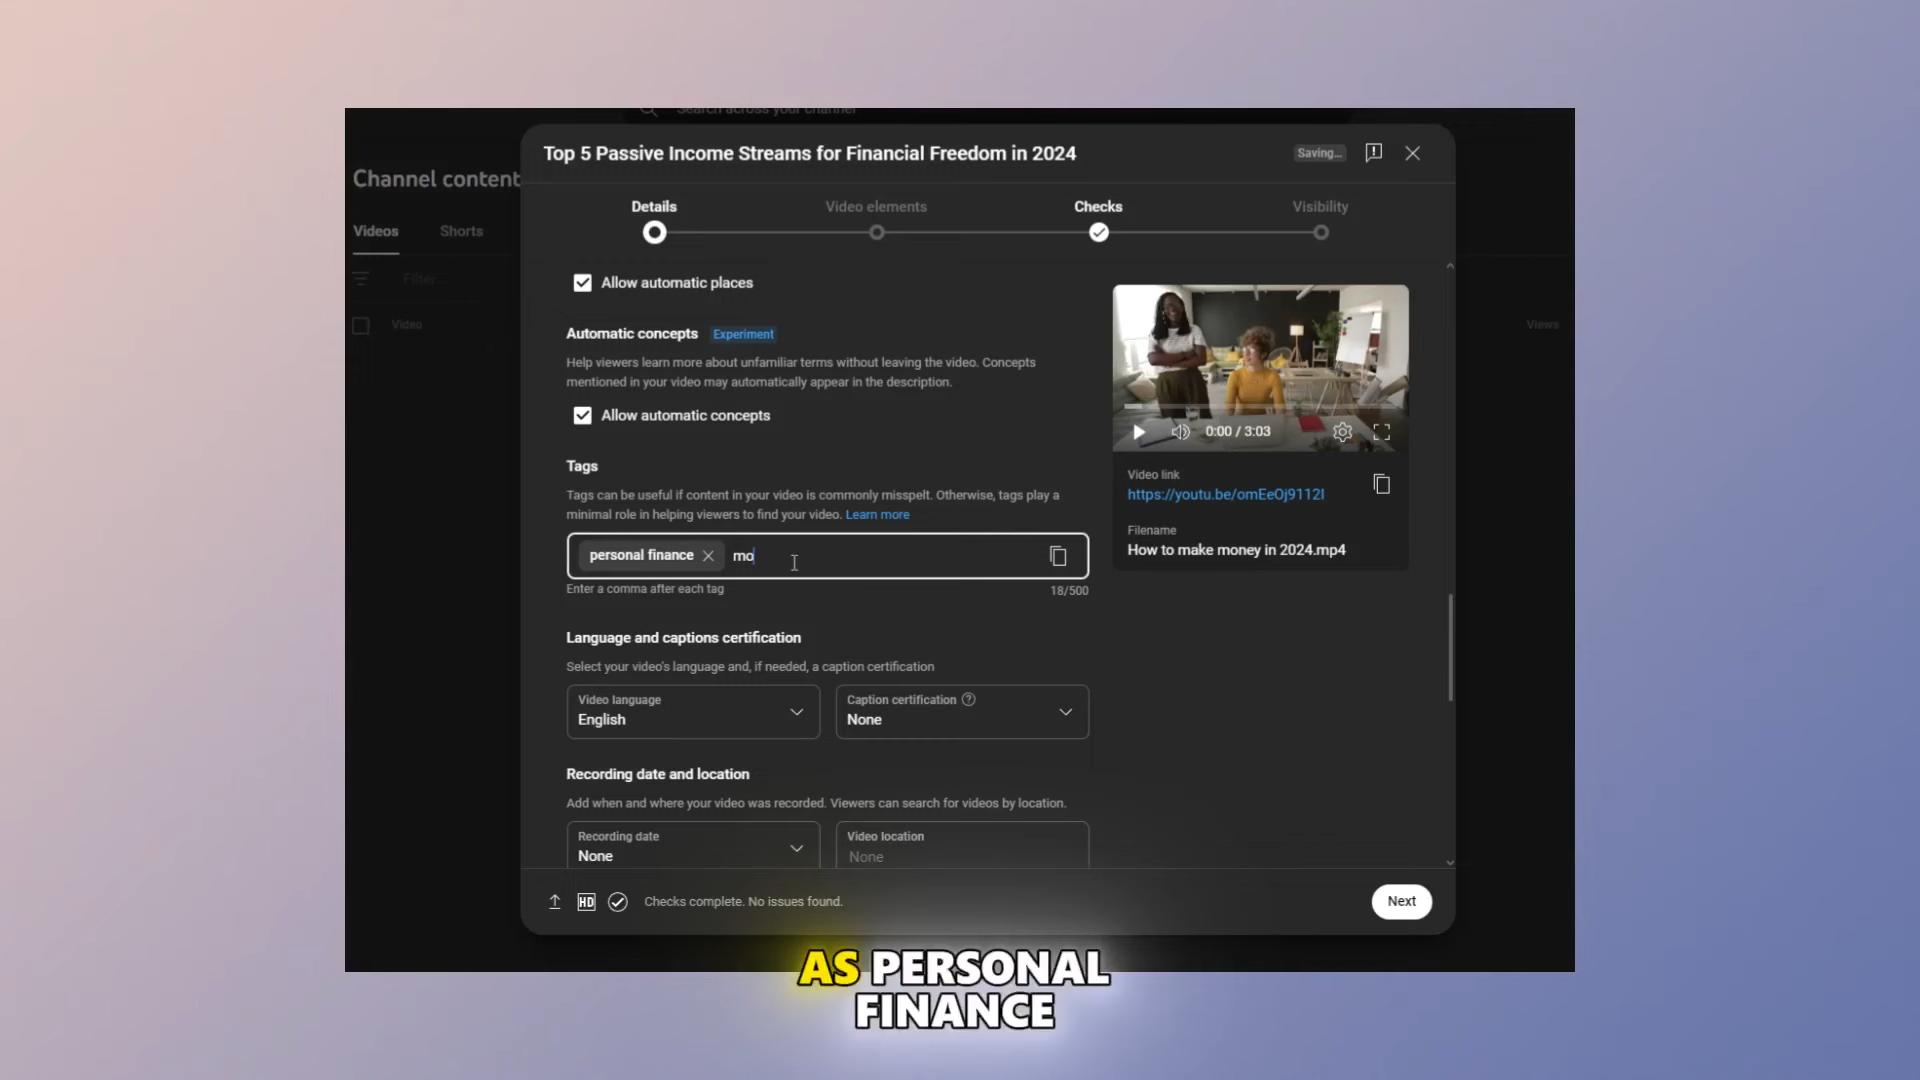 Search across your channel
Channel content
Videos
Shorts
Filter...
Video
Views
Top 5 Passive Income Streams for Financial Freedom in 2024
Saving...
Details
Video elements
Checks
Visibility
Allow automatic places
Automatic concepts Experiment
Help viewers learn more about unfamiliar terms without leaving the video. Concepts
mentioned in your video may automatically appear in the description.
Allow automatic concepts
Tags
Tags can be useful if content in your video is commonly misspelt. Otherwise, tags play a
minimal role in helping viewers to find your video. Learn more
personal finance mo
Enter a comma after each tag
18/500
Language and captions certification
Select your video's language and, if needed, a caption certification
Video language
English
Caption certification
None
Recording date and location
Add when and where your video was recorded. Viewers can search for videos by location.
Recording date
None
Video location
None
0:00 / 3:03
Video link
https://youtu.be/omEeOj9112I
Filename
How to make money in 2024.mp4
HD
Checks complete. No issues found.
Next
AS PERSONAL
FINANCE